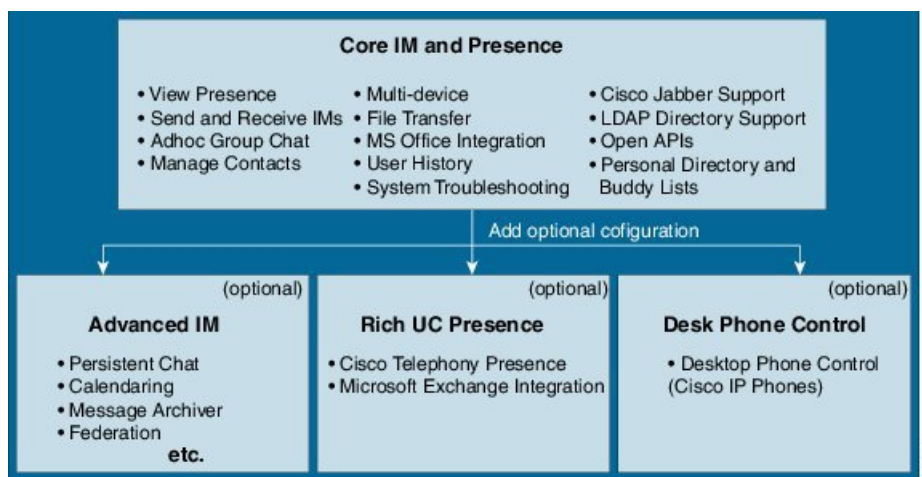 Core IM and Presence
• View Presence
• Send and Receive IMs
• Adhoc Group Chat
• Manage Contacts
• Multi-device
• File Transfer
• MS Office Integration
• User History
• System Troubleshooting
• Cisco Jabber Support
• LDAP Directory Support
• Open APIs
• Personal Directory and
Buddy Lists
Add optional cofiguration
(optional)
Advanced IM
• Persistent Chat
• Calendaring
• Message Archiver
• Federation
etc.
(optional)
Rich UC Presence
• Cisco Telephony Presence
• Microsoft Exchange Integration
(optional)
Desk Phone Control
• Desktop Phone Control
(Cisco IP Phones)